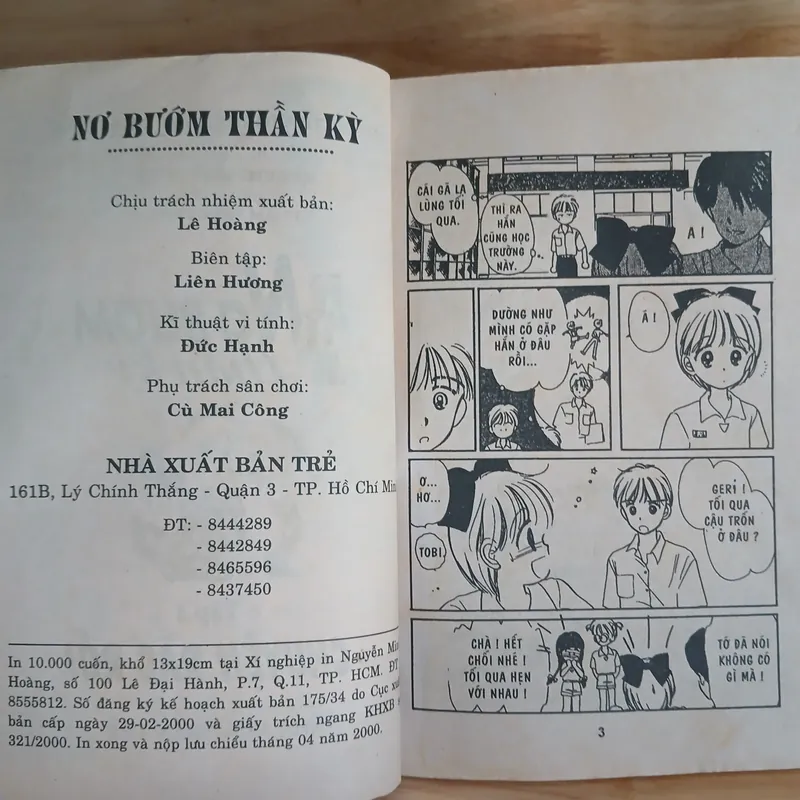 NƠ BƯỚM THẦN KỲ
Chịu trách nhiệm xuất bản:
Lê Hoàng
Biên tập:
Liên Hương
Kĩ thuật vi tính:
Đức Hạnh
Phụ trách sân chơi:
Cù Mai Công
NHÀ XUẤT BẢN TRẺ
161B, Lý Chính Thắng - Quận 3 - TP. Hồ Chí Min
ĐT: - 8444289
- 8442849
- 8465596
- 8437450
In 10.000 cuốn, khổ 13x19cm tại Xí nghiệp in Nguyễn Min
Hoàng, số 100 Lê Đại Hành, P.7, Q.11, TP. HCM. ĐT
8555812. Số đăng ký kế hoạch xuất bản 175/34 do Cục xu
bản cấp ngày 29-02-2000 và giấy trích ngang KHXB s
321/2000. In xong và nộp lưu chiểu tháng 04 năm 2000.
CÁI GÃ LẠ
LÙNG TỐI
QUA.
THÌ RA
HẮN
CŨNG HỌC
TRƯỜNG
NÀY.
A !
DƯỜNG NHƯ
MÌNH CÓ GẶP
HẮN Ở ĐÂU
RỒI...
Ã !
Ơ...
HƠ...
TOBI.
GERI !
TỐI QUA
CẬU TRỐN
Ở ĐÂU ?
CHÀ ! HẾT
CHỐI NHÉ !
TỐI QUA HẸN
VỚI NHAU !
TỚ ĐÃ NÓI
KHÔNG CÓ
GÌ MÀ !
3